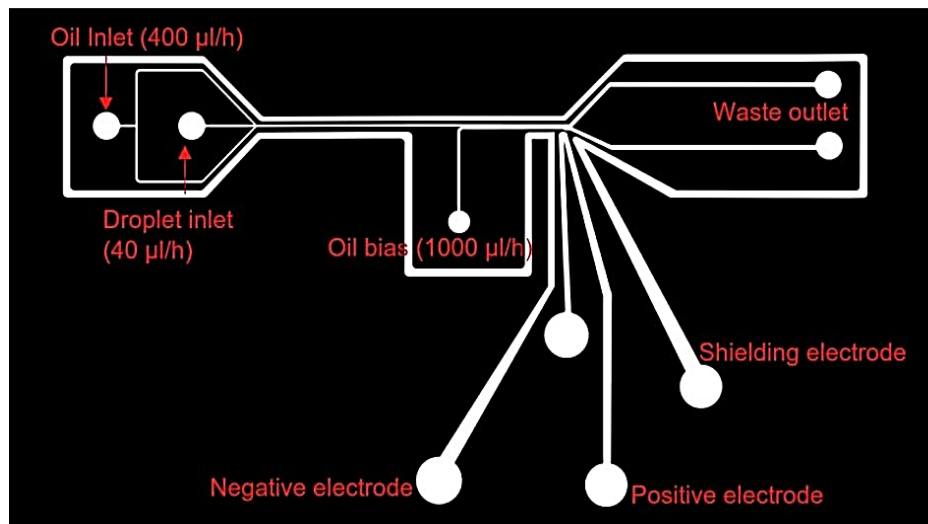 Oil Inlet (400 µl/h)
Waste outlet
Droplet inlet
(40 µl/h)
Oil bias (1000 µl/h)
Shielding electrode
Negative electrode
Positive electrode